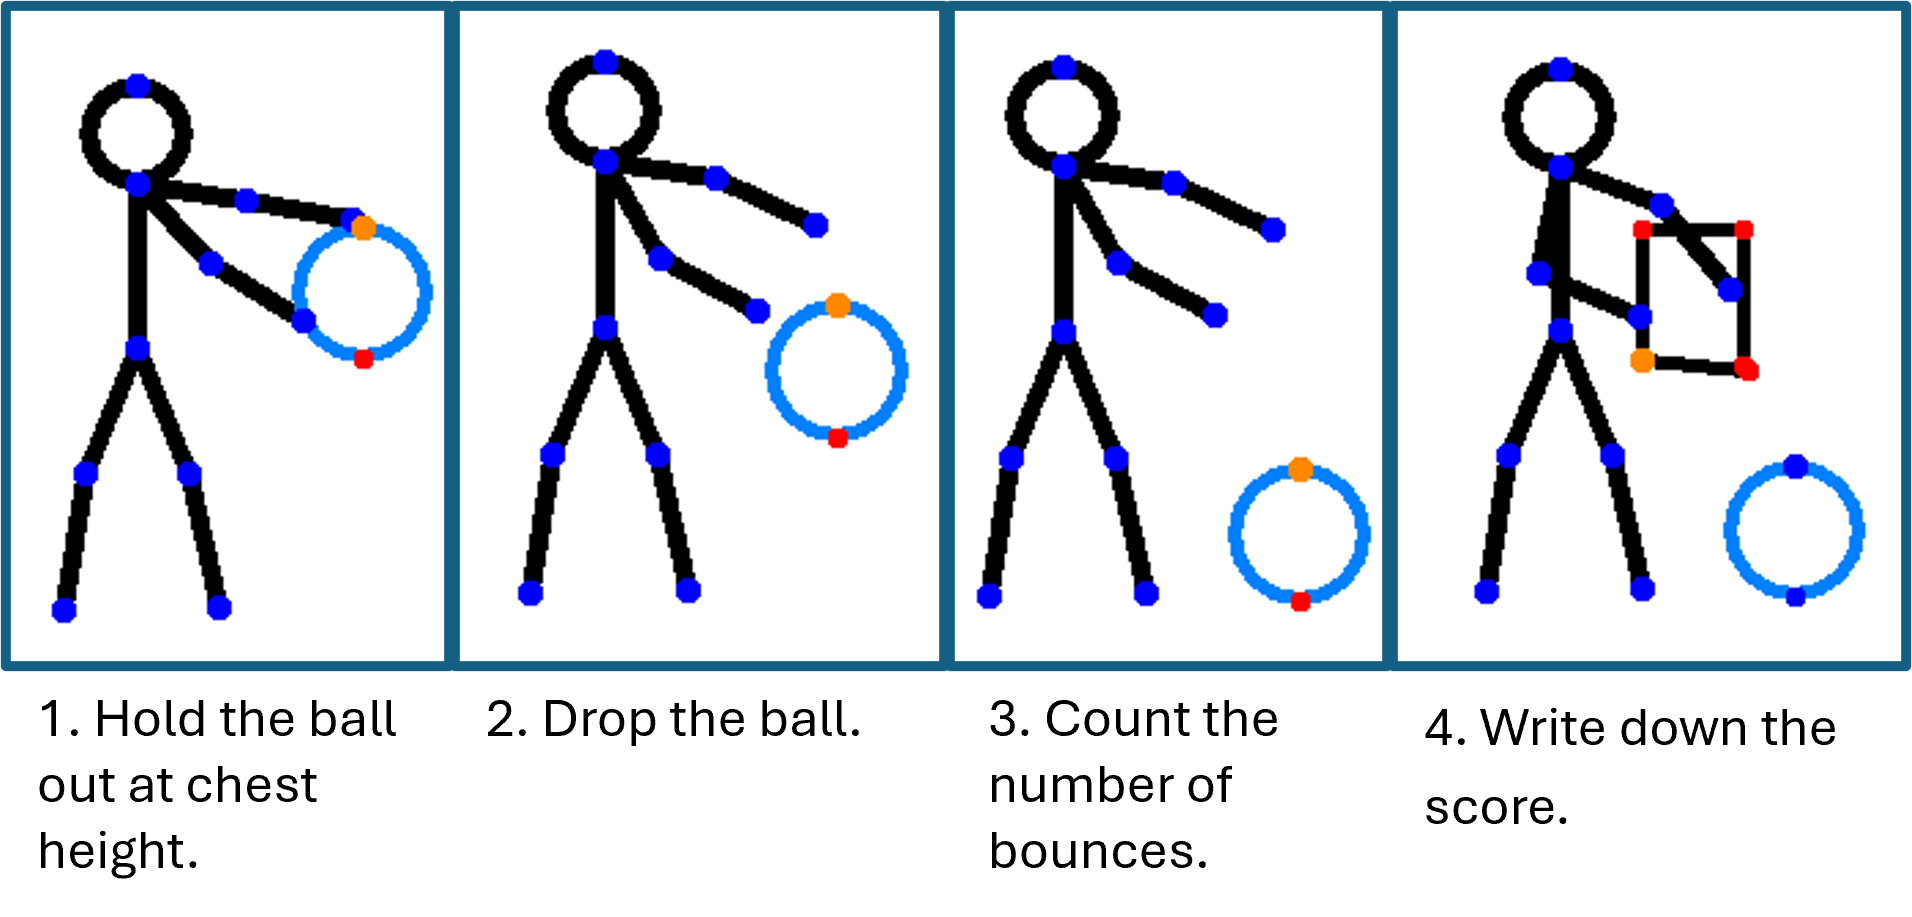 1. Hold the ball
out at chest
height.
2. Drop the ball.
3. Count the
number of
bounces.
4. Write down the
score.